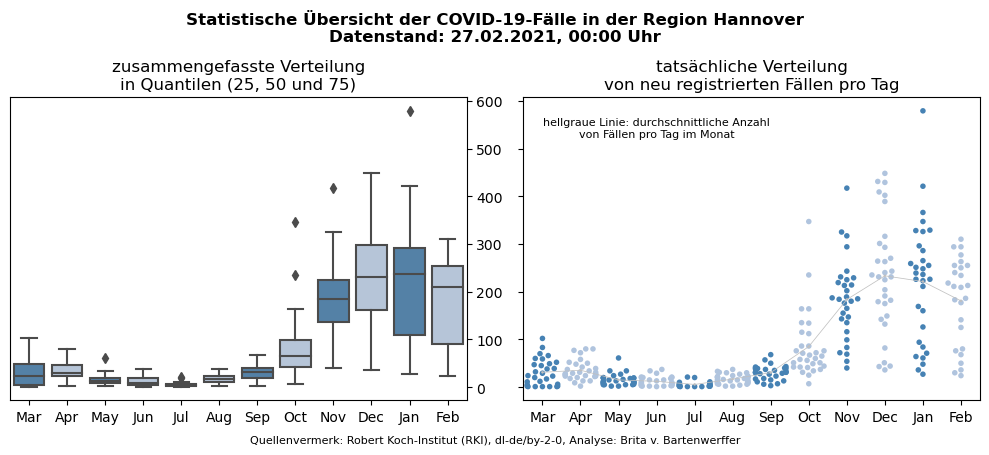 Statistische Übersicht der COVID-19-Fälle in der Region Hannover
Datenstand: 27.02.2021, 00:00 Uhr
zusammengefasste Verteilung
in Quantilen (25, 50 und 75)
tatsächliche Verteilung
von neu registrierten Fällen pro Tag
hellgraue Linie: durchschnittliche Anzahl
von Fällen pro Tag im Monat
600
500
400
300
200
100
0
Mar Apr May Jun Jul Aug Sep Oct Nov Dec Jan Feb
Mar Apr May Jun Jul Aug Sep Oct Nov Dec Jan Feb
Quellenvermerk: Robert Koch-Institut (RKI), dl-de/by-2-0, Analyse: Brita v. Bartenwerffer